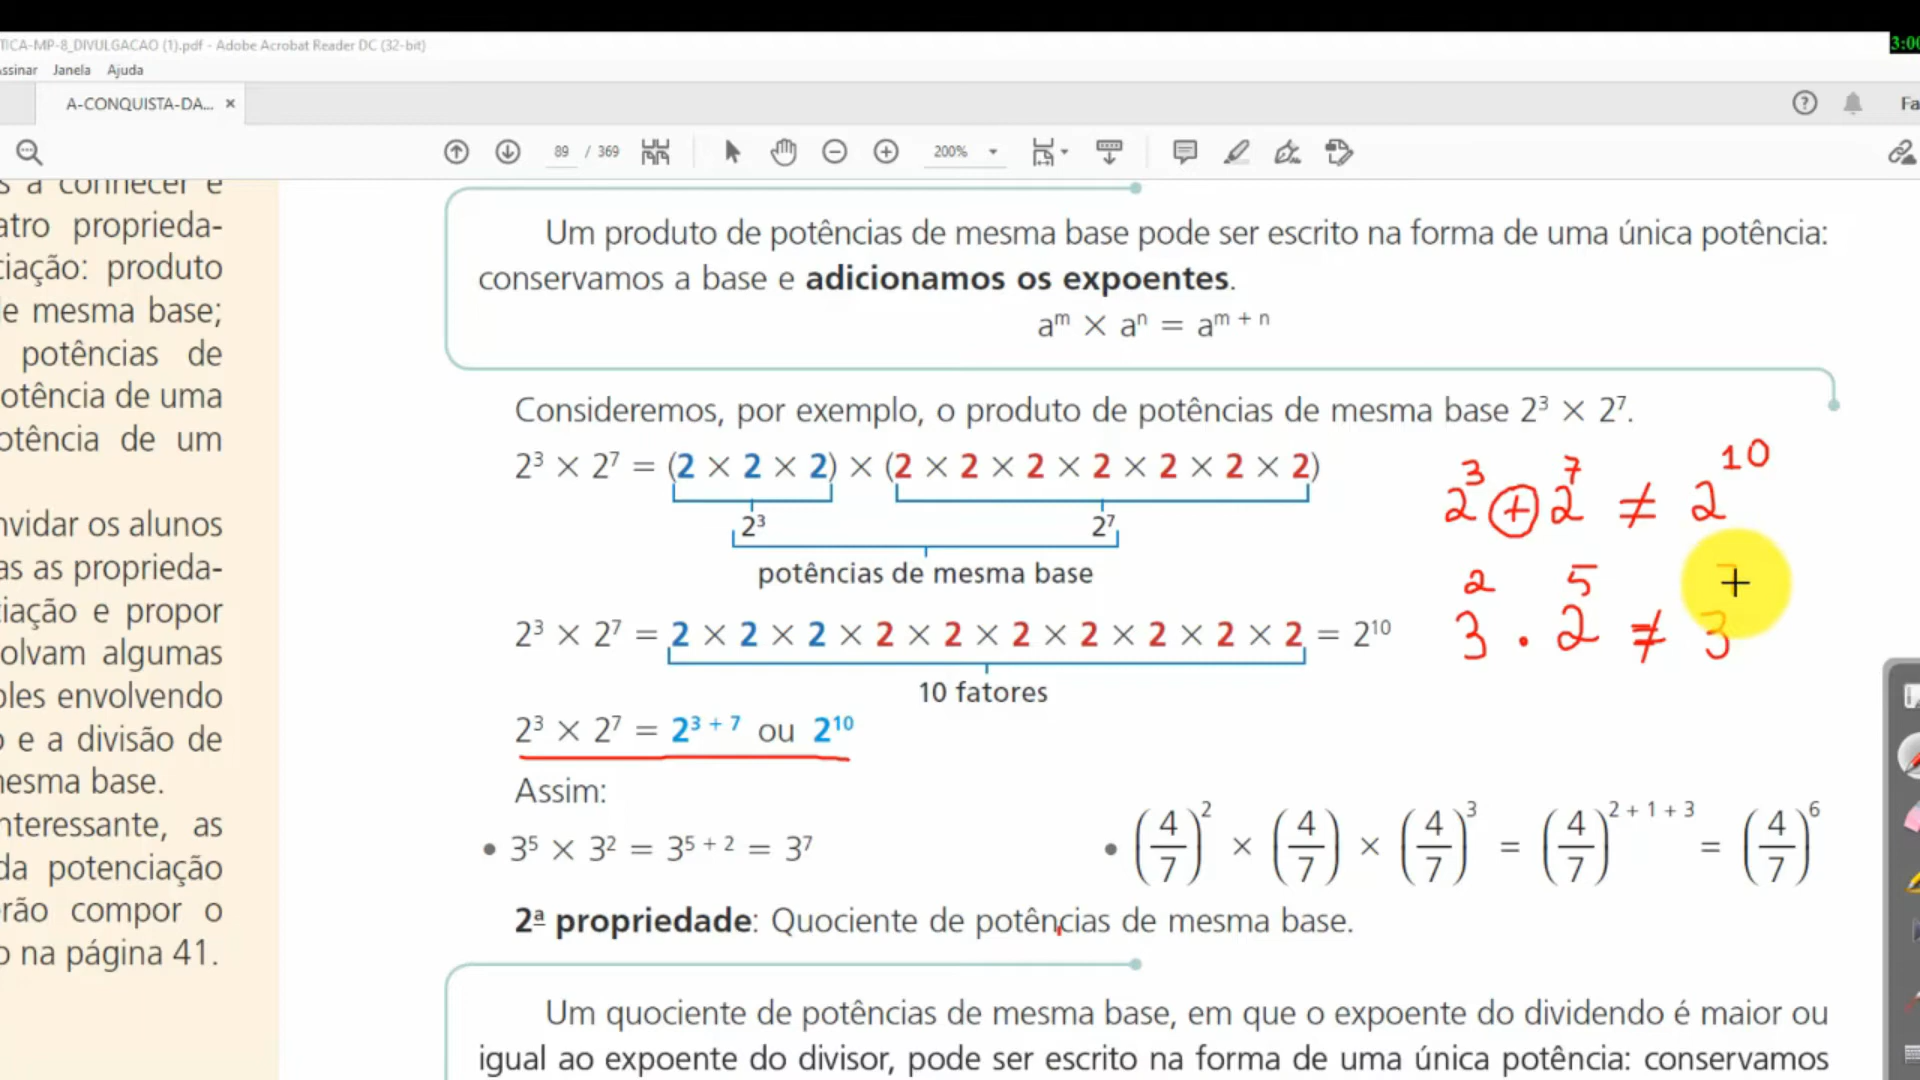 TICA-MP-8_DIVULGACAO (1).pdf - Adobe Acrobat Reader DC (32-bit)
3:00
ssinar Janela Ajuda
A-CONQUISTA-DA... ×
Fa
89 / 369
200%
s a conhecer e
atro proprieda-
ciação: produto
de mesma base;
potências de
otência de uma
otência de um
nvidar os alunos
as as proprieda-
iação e propor
solvam algumas
ples envolvendo
o e a divisão de
nesma base.
nteressante, as
da potenciação
erão compor o
o na página 41.
Um produto de potências de mesma base pode ser escrito na forma de uma única potência:
conservamos a base e adicionamos os expoentes.
aᵐ × aⁿ = aᵐ ⁺ ⁿ
Consideremos, por exemplo, o produto de potências de mesma base 2³ × 2⁷.
2³ × 2⁷ = (2 × 2 × 2) × (2 × 2 × 2 × 2 × 2 × 2 × 2)
2³ 2⁷
potências de mesma base
2³ × 2⁷ = 2 × 2 × 2 × 2 × 2 × 2 × 2 × 2 × 2 × 2 = 2¹⁰
10 fatores
2³ × 2⁷ = 2³ ⁺ ⁷ ou 2¹⁰
2³ + 2⁷ ≠ 2¹⁰
3² . 2⁵ ≠ 3⁷
Assim:
• 3⁵ × 3² = 3⁵ ⁺ ² = 3⁷
• (4/7)² × (4/7) × (4/7)³ = (4/7)² ⁺ ¹ ⁺ ³ = (4/7)⁶
2ª propriedade: Quociente de potências de mesma base.
Um quociente de potências de mesma base, em que o expoente do dividendo é maior ou
igual ao expoente do divisor, pode ser escrito na forma de uma única potência: conservamos